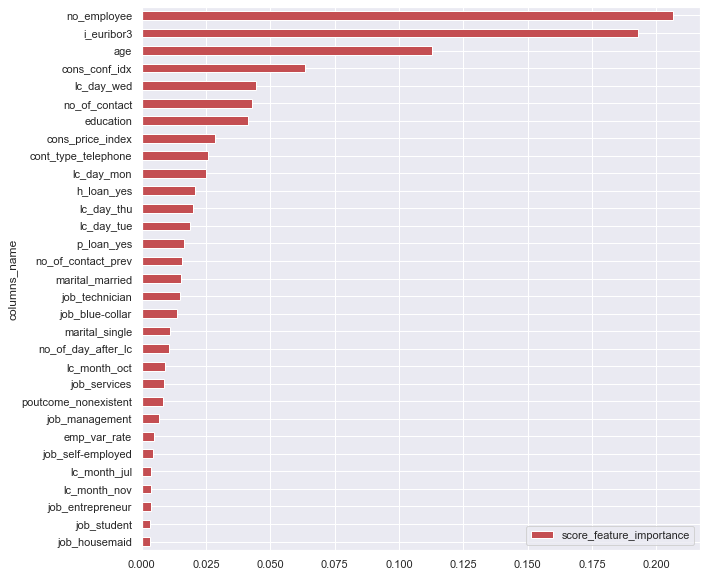 columns_name
no_employee
i_euribor3
age
cons_conf_idx
lc_day_wed
no_of_contact
education
cons_price_index
cont_type_telephone
lc_day_mon
h_loan_yes
lc_day_thu
lc_day_tue
p_loan_yes
no_of_contact_prev
marital_married
job_technician
job_blue-collar
marital_single
no_of_day_after_lc
lc_month_oct
job_services
poutcome_nonexistent
job_management
emp_var_rate
job_self-employed
lc_month_jul
lc_month_nov
job_entrepreneur
job_student
job_housemaid
score_feature_importance
0.000 0.025 0.050 0.075 0.100 0.125 0.150 0.175 0.200